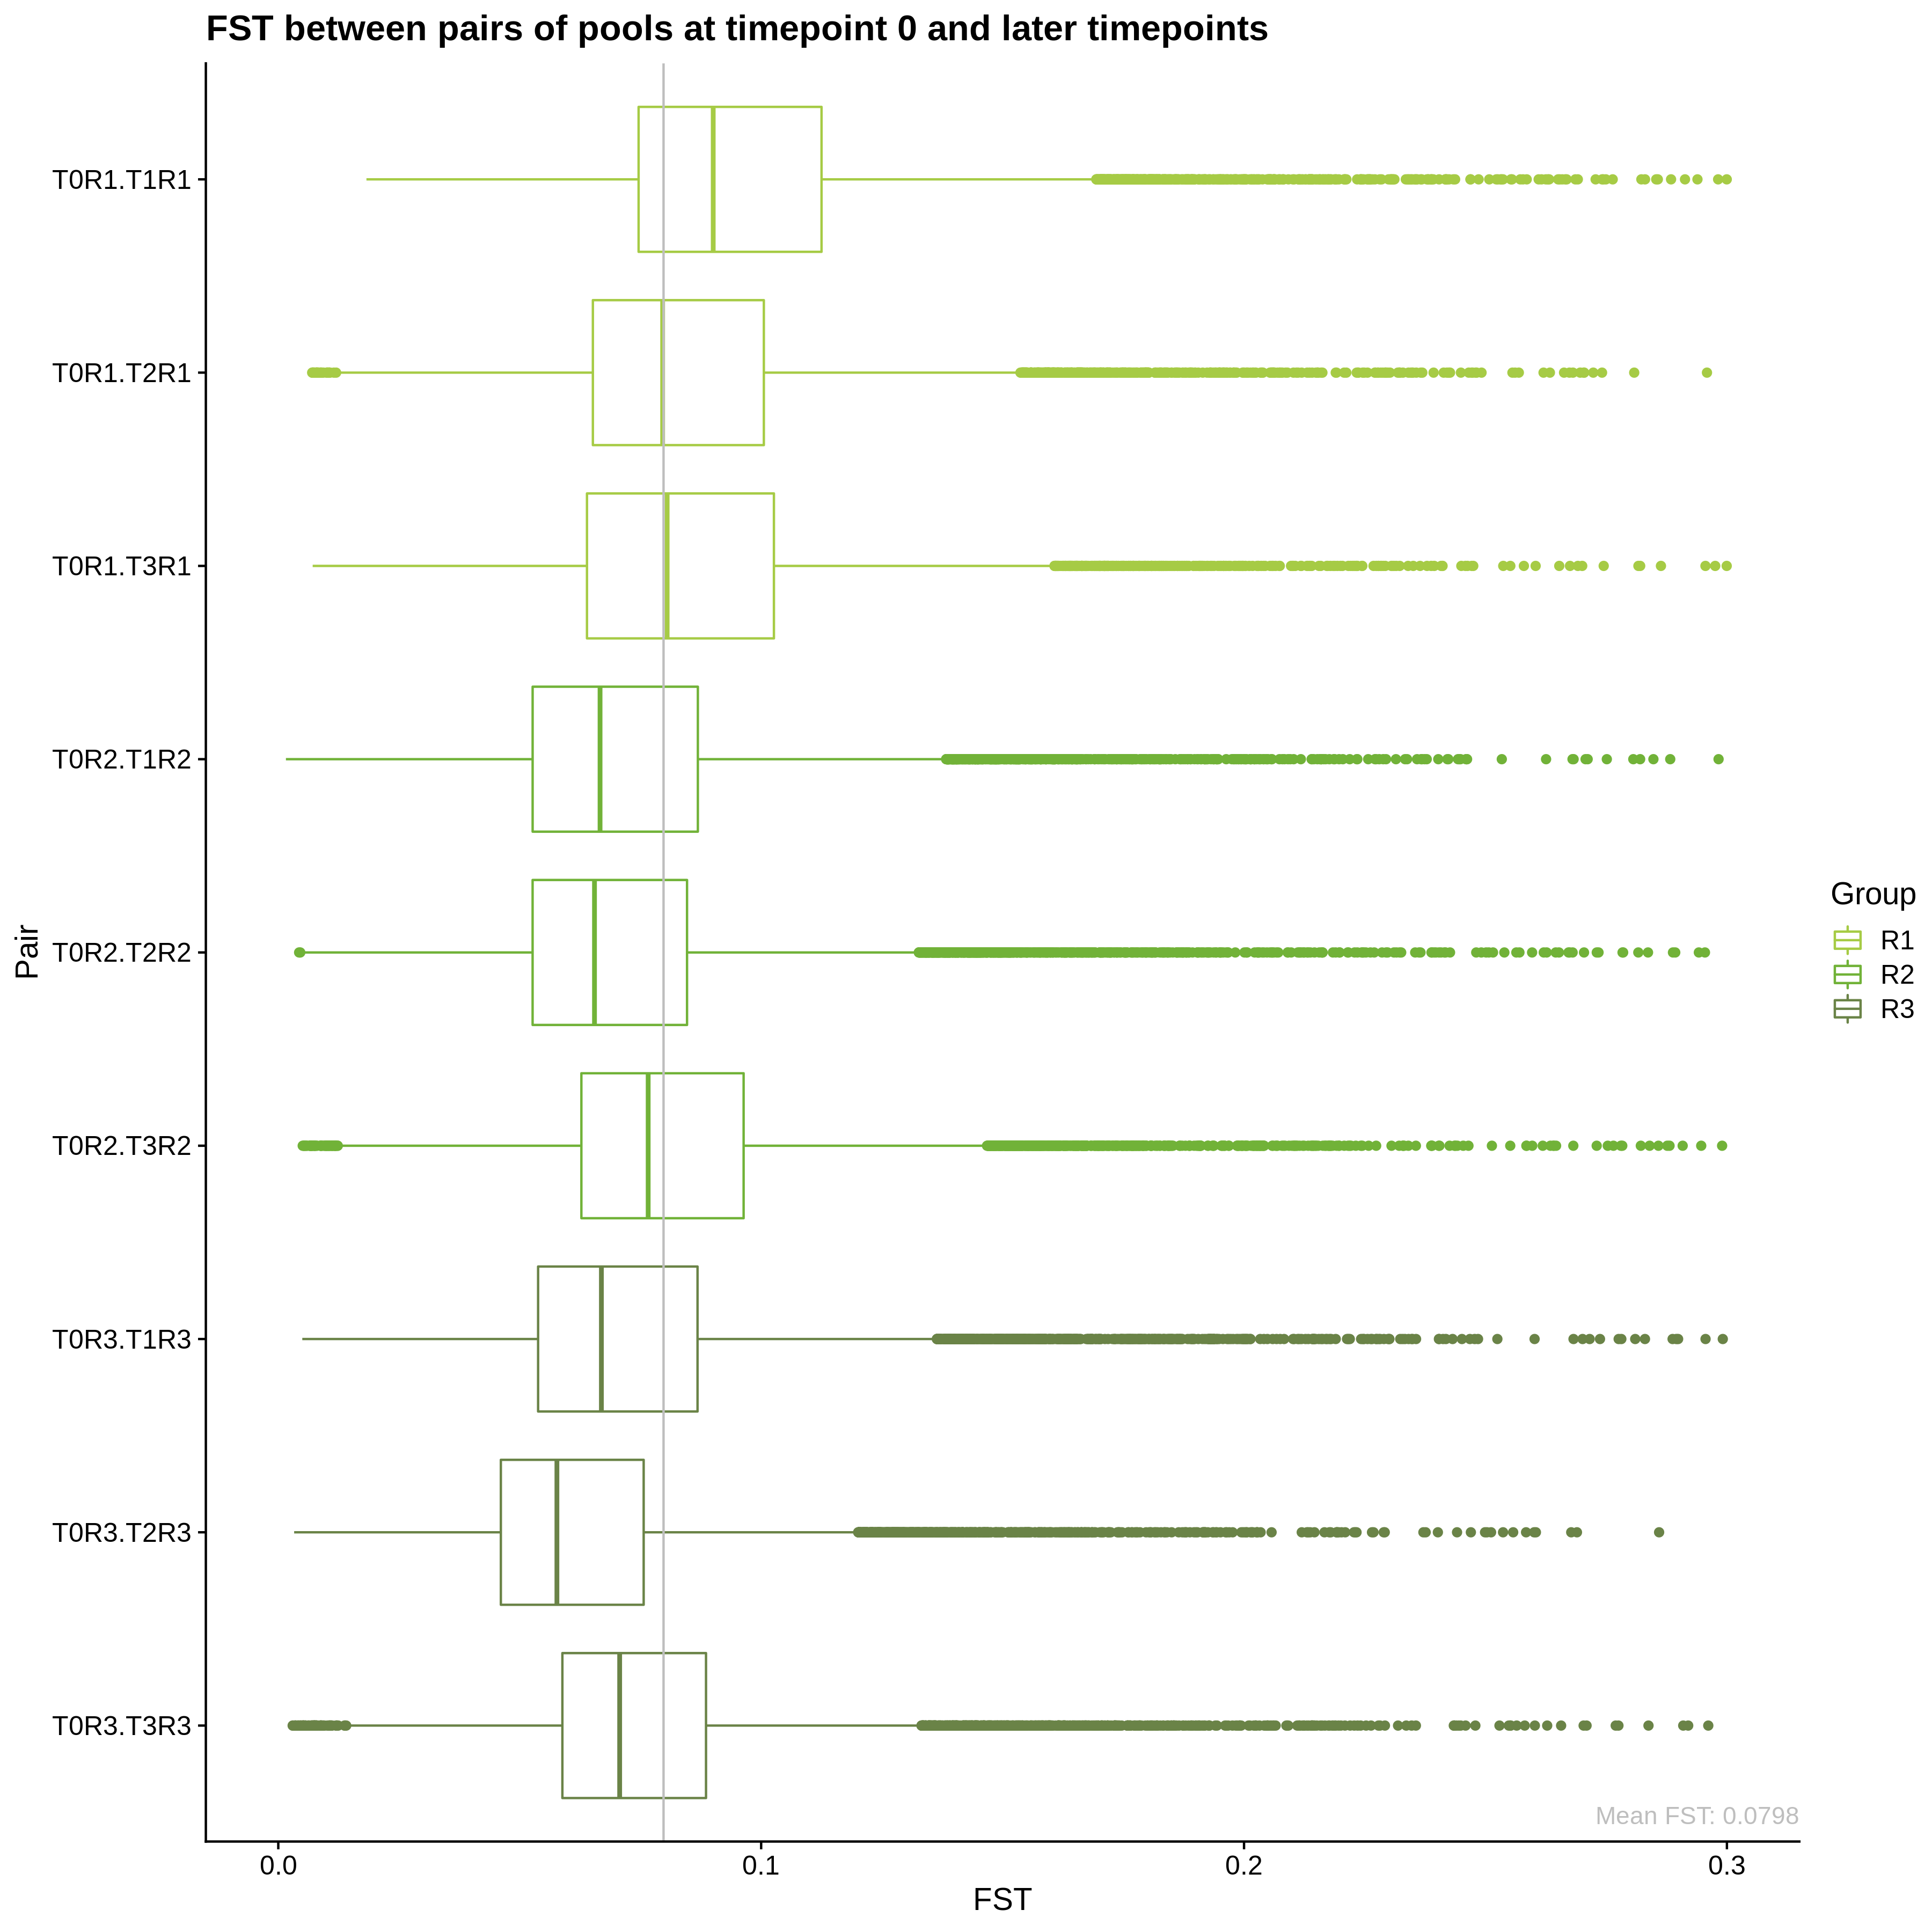 FST between pairs of pools at timepoint 0 and later timepoints
Pair
T0R1.T1R1
T0R1.T2R1
T0R1.T3R1
T0R2.T1R2
T0R2.T2R2
T0R2.T3R2
T0R3.T1R3
T0R3.T2R3
T0R3.T3R3
Mean FST: 0.0798
0.0 0.1 0.2 0.3
FST
Group
R1
R2
R3